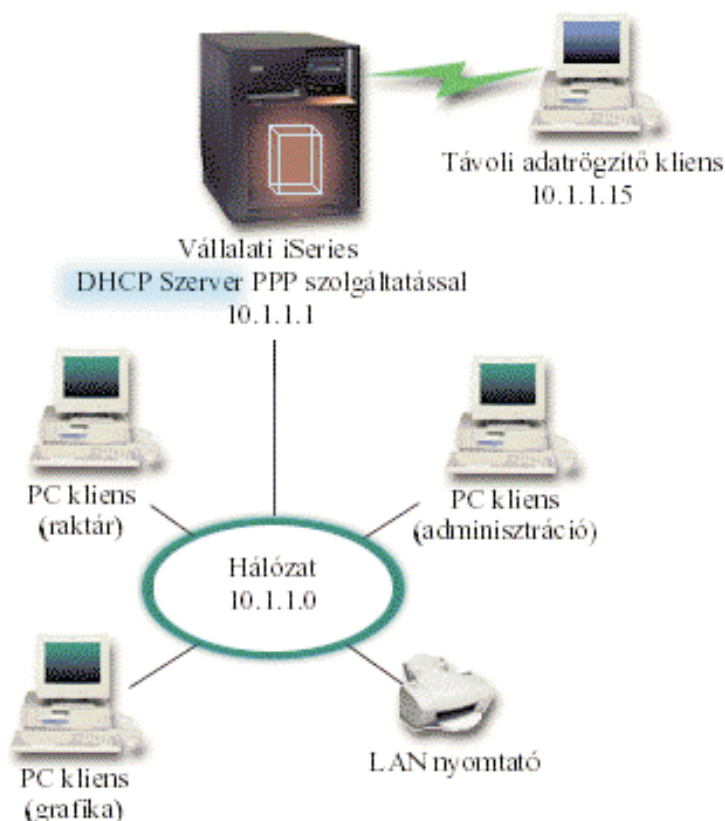 Távoli adatrögzítő kliens
10.1.1.15
Vállalati iSeries
DHCP Szerver PPP szolgáltatással
10.1.1.1
PC kliens
(raktár)
PC kliens
(adminisztráció)
Hálózat
10.1.1.0
LAN nyomtató
PC kliens
(grafika)